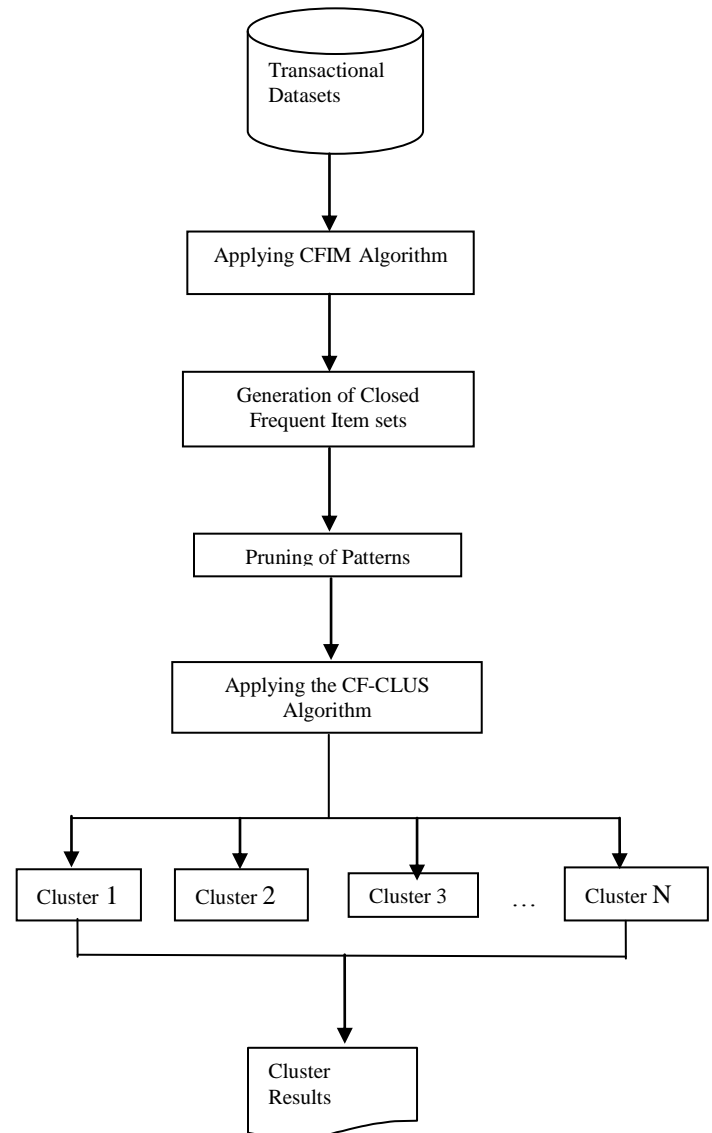 Transactional
Datasets
Applying CFIM Algorithm
Generation of Closed
Frequent Item sets
Pruning of Patterns
Applying the CF-CLUS
Algorithm
Cluster 1
Cluster 2
Cluster 3
…
Cluster N
Cluster
Results